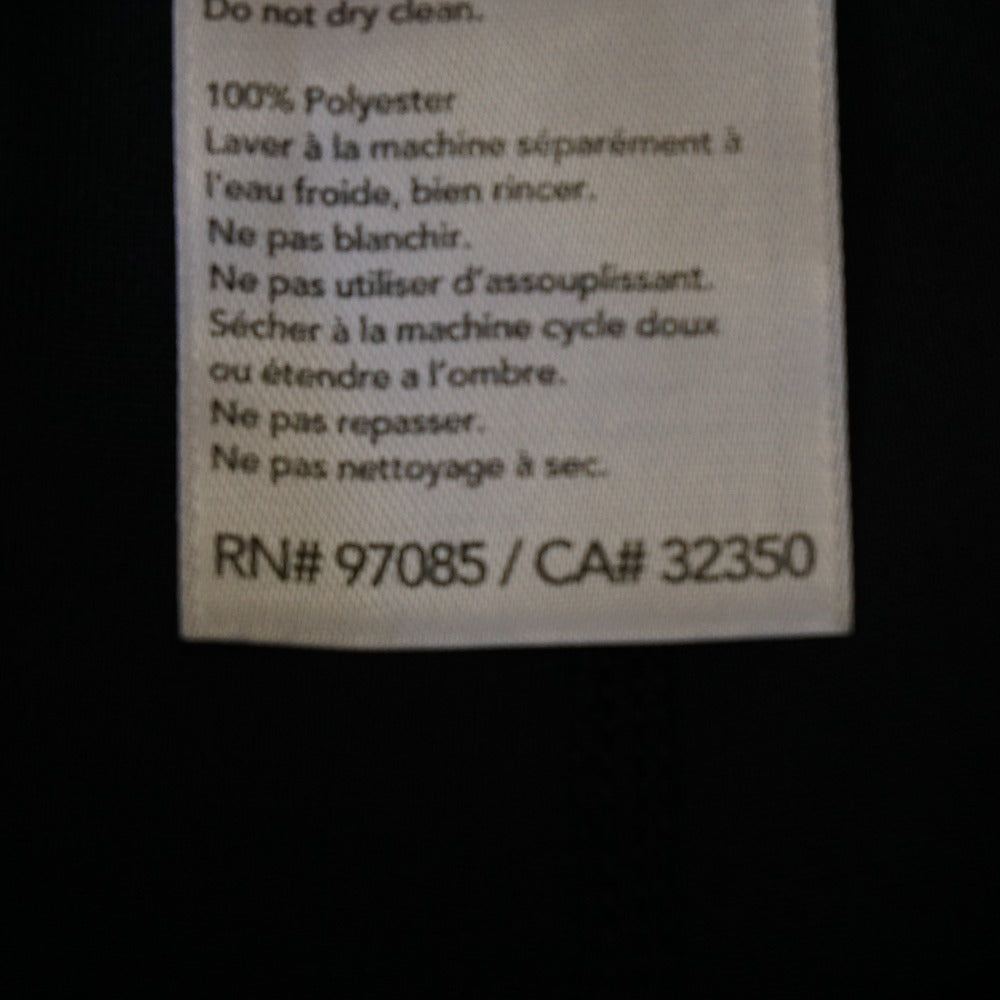 Do not dry clean.
100% Polyester
Laver à la machine séparément à
l'eau froide, bien rincer.
Ne pas blanchir.
Ne pas utiliser d'assouplissant.
Sécher à la machine cycle doux
ou étendre a l'ombre.
Ne pas repasser.
Ne pas nettoyage à sec.
RN# 97085 / CA# 32350